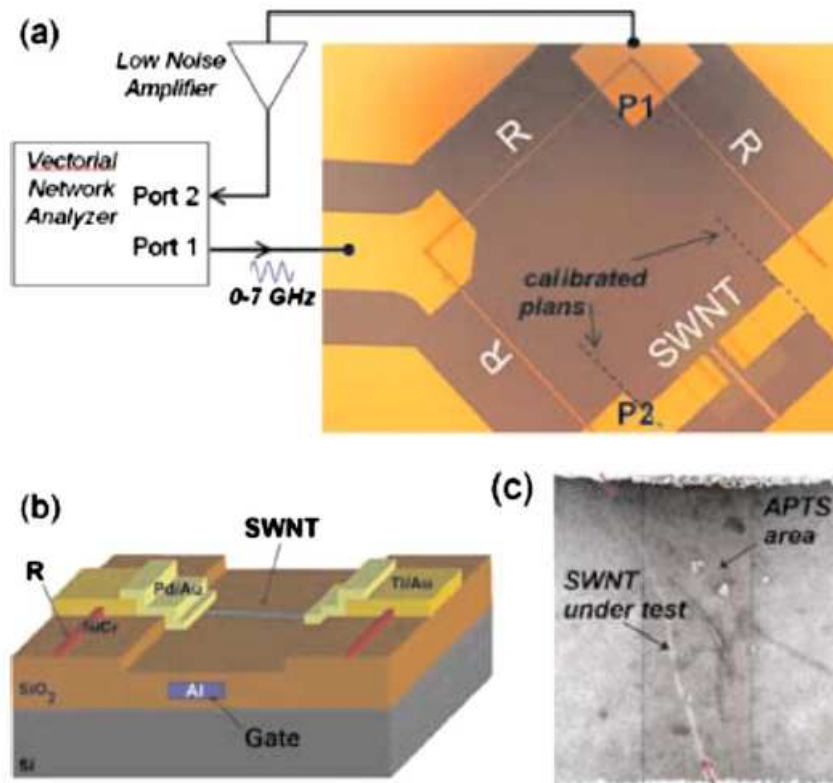 (a)
Low Noise
Amplifier
Vectorial
Network
Analyzer
Port 2
Port 1
0-7 GHz
P1
R
R
calibrated
plans
SWNT
R
P2
(b)
SWNT
R
Pd/Au
Ti/Au
SiO2
Al
Gate
Si
(c)
APTS
area
SWNT
under test